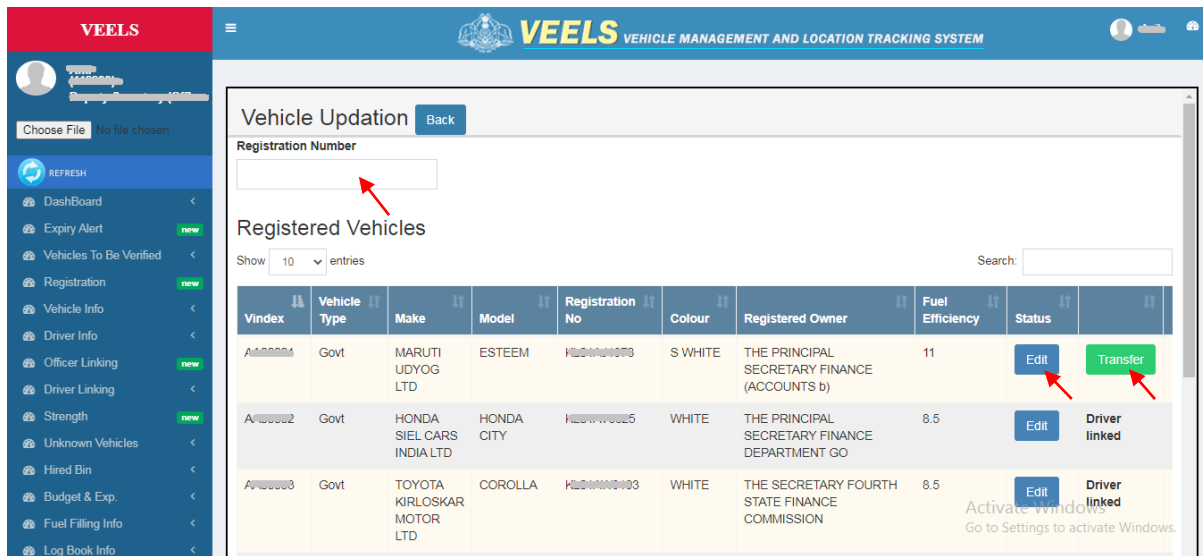 VEELS
VEELS VEHICLE MANAGEMENT AND LOCATION TRACKING SYSTEM
Choose File No file chosen
REFRESH
DashBoard
Expiry Alert new
Vehicles To Be Verified
Registration new
Vehicle Info
Driver Info
Officer Linking new
Driver Linking
Strength new
Unknown Vehicles
Hired Bin
Budget & Exp.
Fuel Filling Info
Log Book Info
Vehicle Updation Back
Registration Number
Registered Vehicles
Show 10 entries Search:
Vindex Vehicle Type Make Model Registration No Colour Registered Owner Fuel Efficiency Status
Govt MARUTI ESTEEM S WHITE THE PRINCIPAL 11 Edit Transfer
UDYOG SECRETARY FINANCE
LTD (ACCOUNTS b)
Govt HONDA HONDA WHITE THE PRINCIPAL 8.5 Edit Driver
SIEL CARS CITY SECRETARY FINANCE linked
INDIA LTD DEPARTMENT GO
Govt TOYOTA COROLLA WHITE THE SECRETARY FOURTH 8.5 Edit Driver
KIRLOSKAR STATE FINANCE linked
MOTOR COMMISSION
LTD
Activate Windows
Go to Settings to activate Windows.